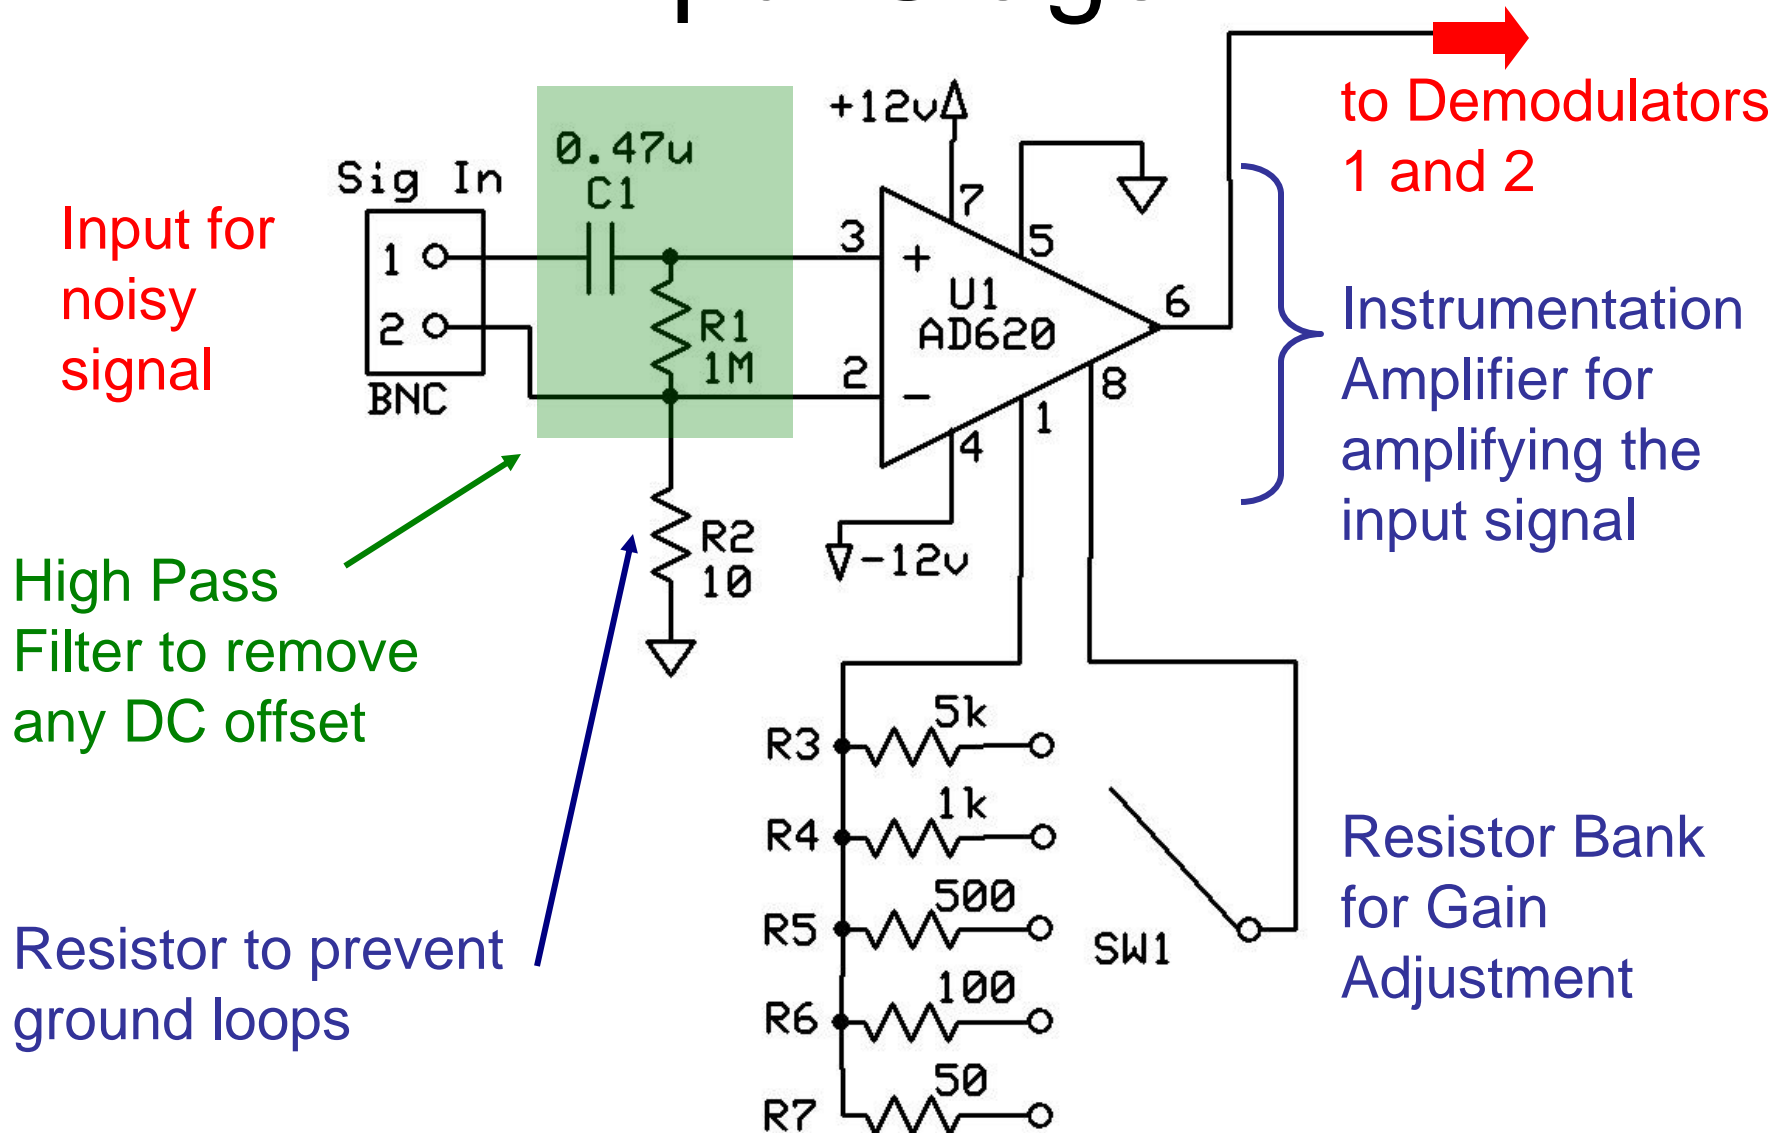 to Demodulators
1 and 2
+12v
0.47u
C1
Sig In
1
2
BNC
Input for
noisy
signal
R1
1M
3
2
+
-
7
5
U1
AD620
6
8
1
4
-12v
Instrumentation
Amplifier for
amplifying the
input signal
R2
10
High Pass
Filter to remove
any DC offset
Resistor to prevent
ground loops
R3 5k
R4 1k
R5 500
R6 100
R7 50
SW1
Resistor Bank
for Gain
Adjustment